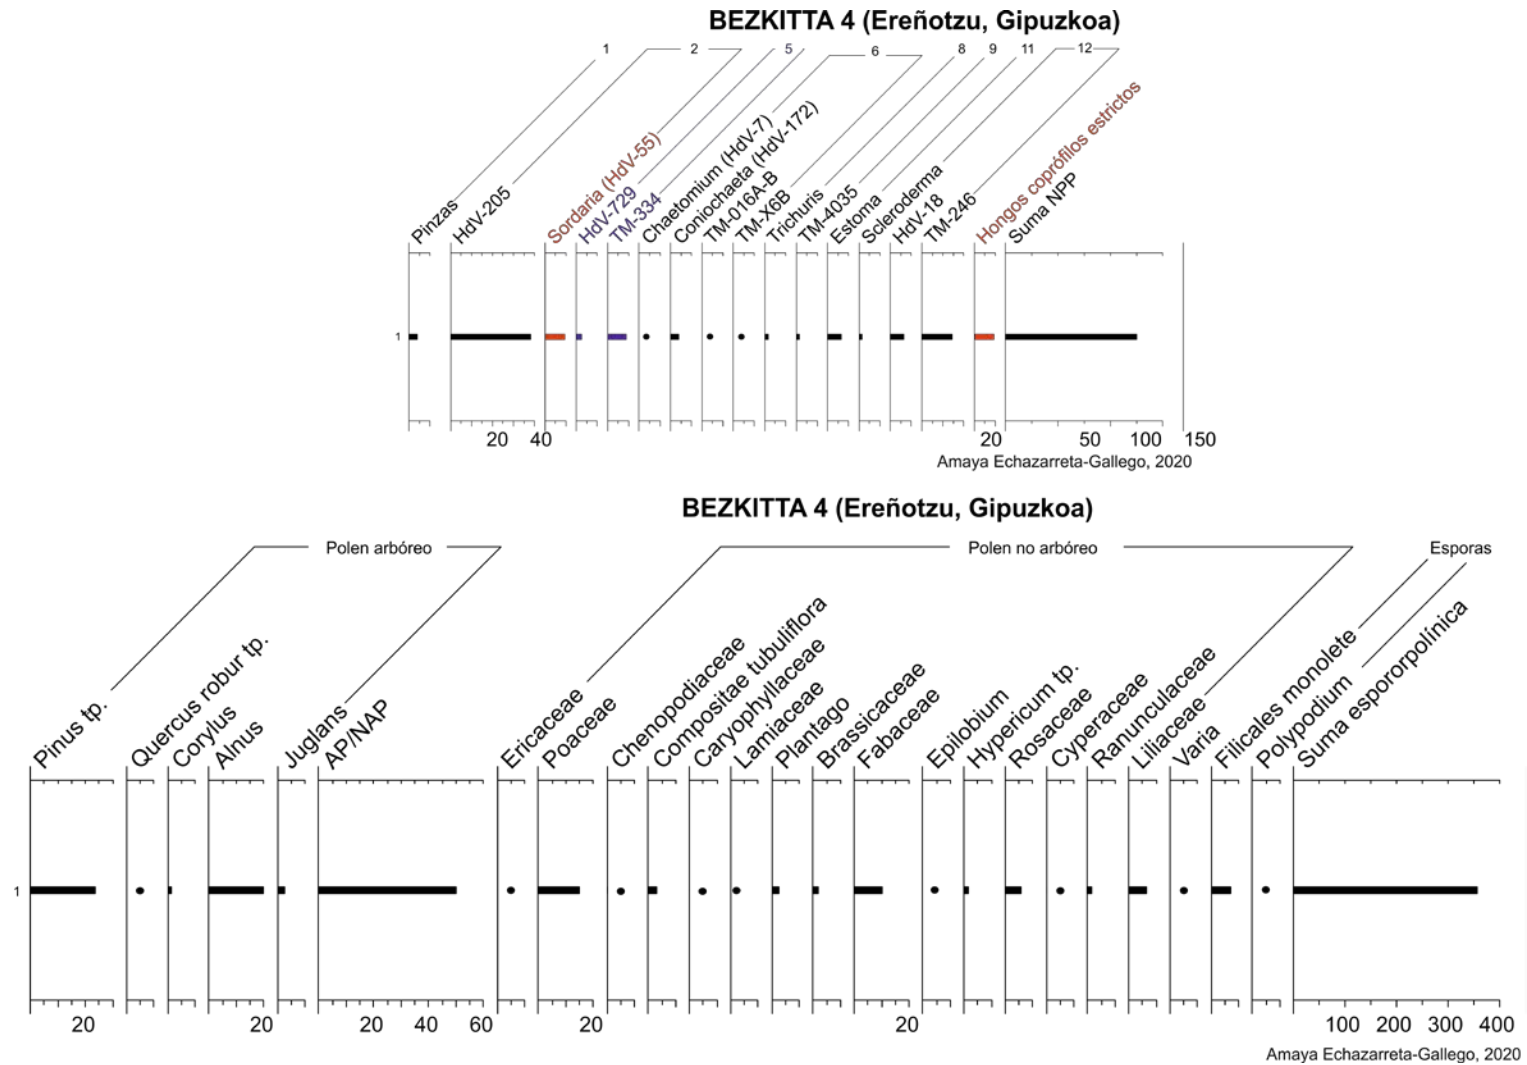 BEZKITTA 4 (Ereñotzu, Gipuzkoa)
1 2 5 6 8 9 11 12
Pinzas
HdV-205
Sordaria (HdV-55)
HdV-729
TM-334
Chaetomium (HdV-7)
Coniochaeta (HdV-172)
TM-016A-B
TM-X6B
Trichuris
TM-4035
Estoma
Scleroderma
HdV-18
TM-246
Hongos coprófilos estrictos
Suma NPP
1
20 40 20 50 100 150
Amaya Echazarreta-Gallego, 2020
BEZKITTA 4 (Ereñotzu, Gipuzkoa)
Polen arbóreo Polen no arbóreo Esporas
Pinus tp.
Quercus robur tp.
Corylus
Alnus
Juglans
AP/NAP
Ericaceae
Poaceae
Chenopodiaceae
Compositae tubuliflora
Caryophyllaceae
Lamiaceae
Plantago
Brassicaceae
Fabaceae
Epilobium
Hypericum tp.
Rosaceae
Cyperaceae
Ranunculaceae
Liliaceae
Varia
Filicales monolete
Polypodium
Suma esporopolínica
1
20 20 20 40 60 20 20 100 200 300 400
Amaya Echazarreta-Gallego, 2020